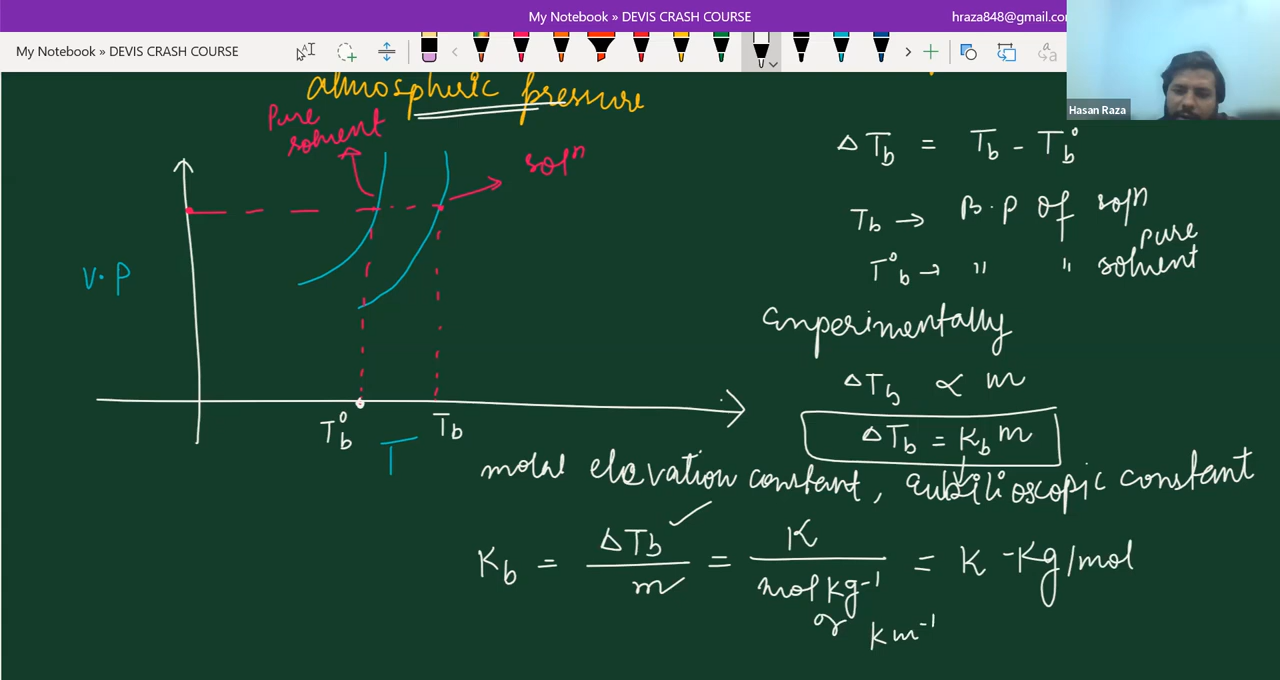 My Notebook » DEVIS CRASH COURSE
hraza848@gmail.co
My Notebook » DEVIS CRASH COURSE
Hasan Raza
atmospheric pressure
Pure
solvent
solⁿ
V.P
T°b
Tb
T
ΔTb = Tb - T°b
Tb → B.P of solⁿ
pure
T°b → " " solvent
Enperimentally
ΔTb ∝ m
ΔTb = Kb m
molal elevation constant, constant
Kb = ΔTb / m = K / mol kg⁻¹ = K - Kg/mol
or K m⁻¹